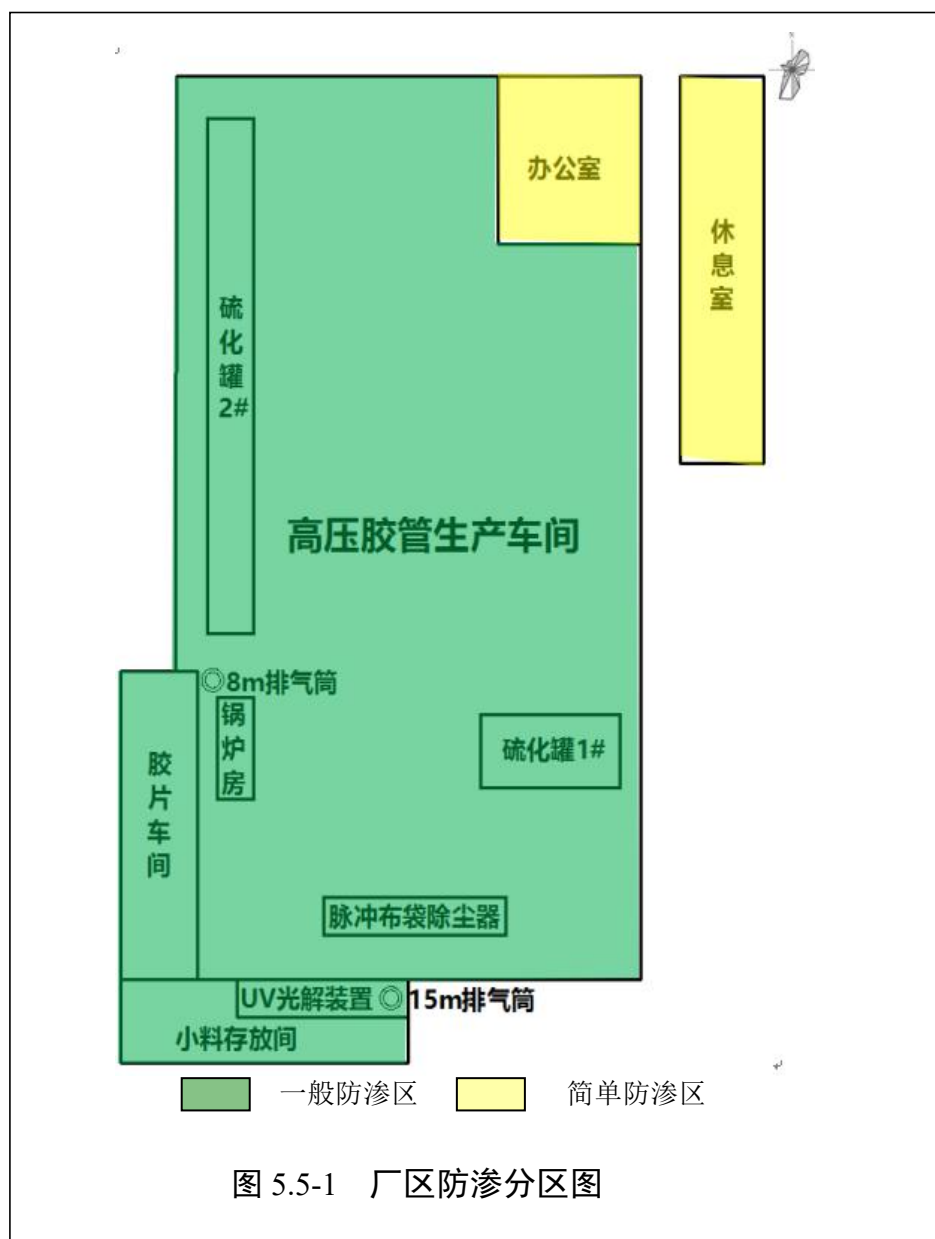 办公室
休息室
硫化罐2#
高压胶管生产车间
8m排气筒
锅炉房
硫化罐1#
胶片车间
脉冲布袋除尘器
UV光解装置
15m排气筒
小料存放间
一般防渗区
简单防渗区
图 5.5-1 厂区防渗分区图